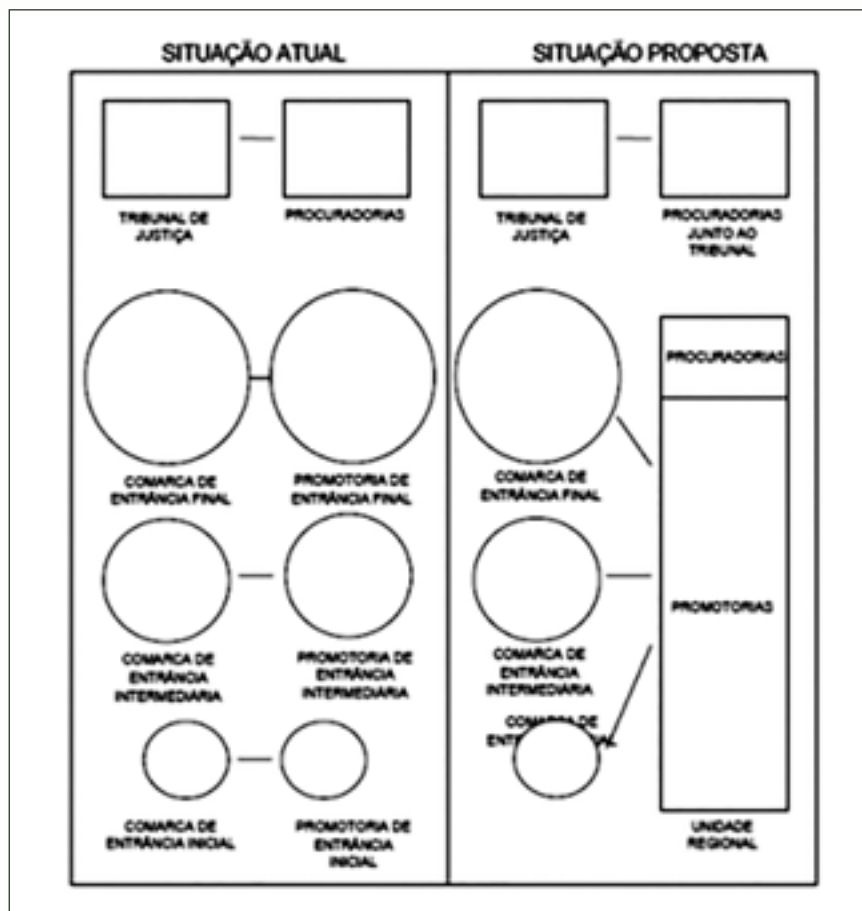 SITUAÇÃO ATUAL
SITUAÇÃO PROPOSTA
TRIBUNAL DE
JUSTIÇA
PROCURADORIAS
TRIBUNAL DE
JUSTIÇA
PROCURADORIAS
JUNTO AO
TRIBUNAL
PROCURADORIAS
COMARCA DE
ENTRÂNCIA FINAL
PROMOTORIA DE
ENTRÂNCIA FINAL
COMARCA DE
ENTRÂNCIA FINAL
PROMOTORIAS
COMARCA DE
ENTRÂNCIA
INTERMEDIÁRIA
PROMOTORIA DE
ENTRÂNCIA
INTERMEDIÁRIA
COMARCA DE
ENTRÂNCIA
INTERMEDIÁRIA
COMARCA DE
COMARCA DE
ENTRÂNCIA INICIAL
PROMOTORIA DE
ENTRÂNCIA
INICIAL
UNIDADE
REGIONAL